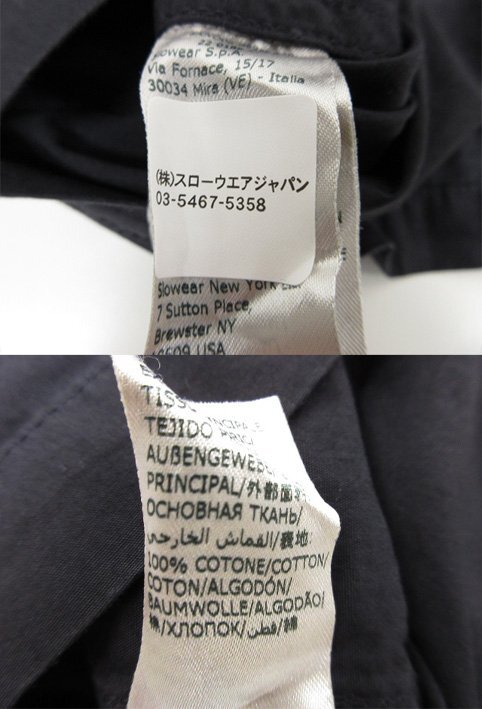 Slowear S.p.A.
Via Fornace, 15/17
30034 Mira (VE) - Italia
(株)スローウエアジャパン
03-5467-5358
Slowear New York
7 Sutton Place,
Brewster NY
USA
TEJIDO
AUßENGEWEBE
PRINCIPAL/外部面料
ОСНОВНАЯ ТКАНЬ/
القماش الخارجي/表地:
100% COTONE/COTTON/
COTON/ALGODÓN/
BAUMWOLLE/ALGODÃO/
棉/ХЛОПОК/قطن/綿